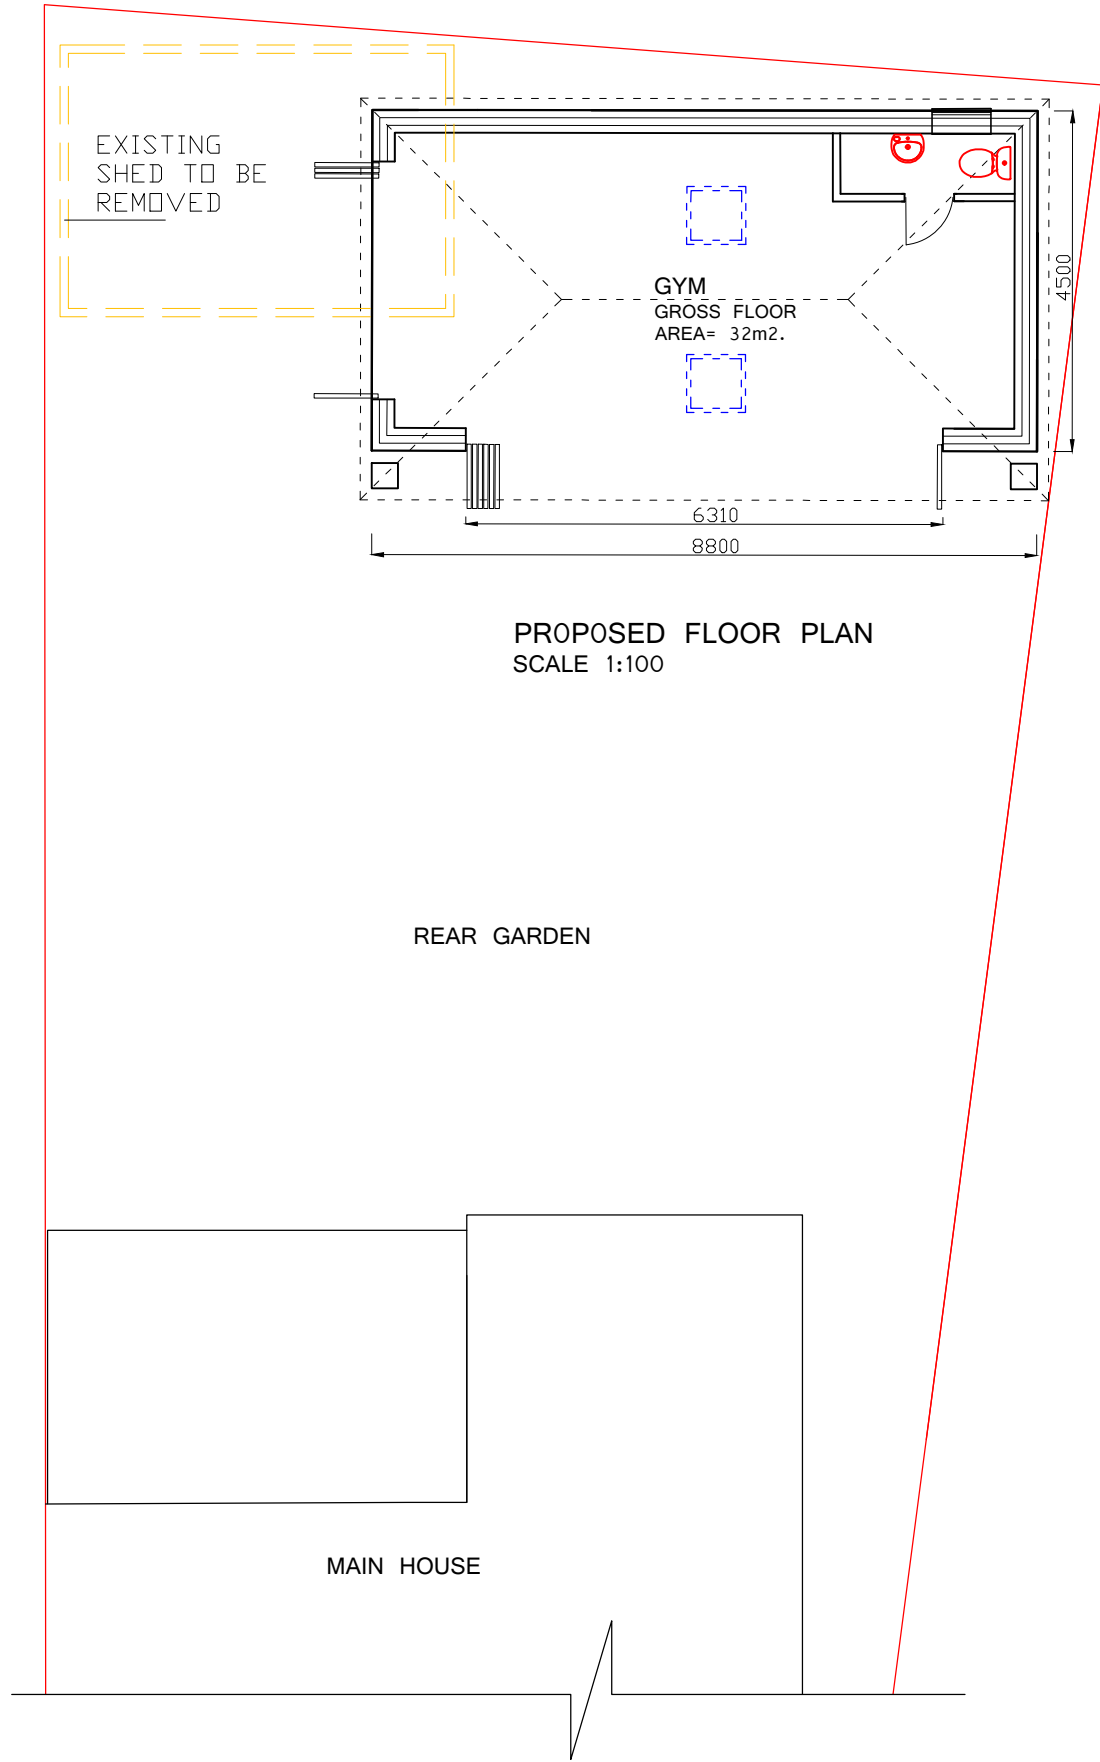 EXISTING
SHED TO BE
REMOVED
GYM
GROSS FLOOR
AREA= 32m2.
4500
6310
8800
PROPOSED FLOOR PLAN
SCALE 1:100
REAR GARDEN
MAIN HOUSE